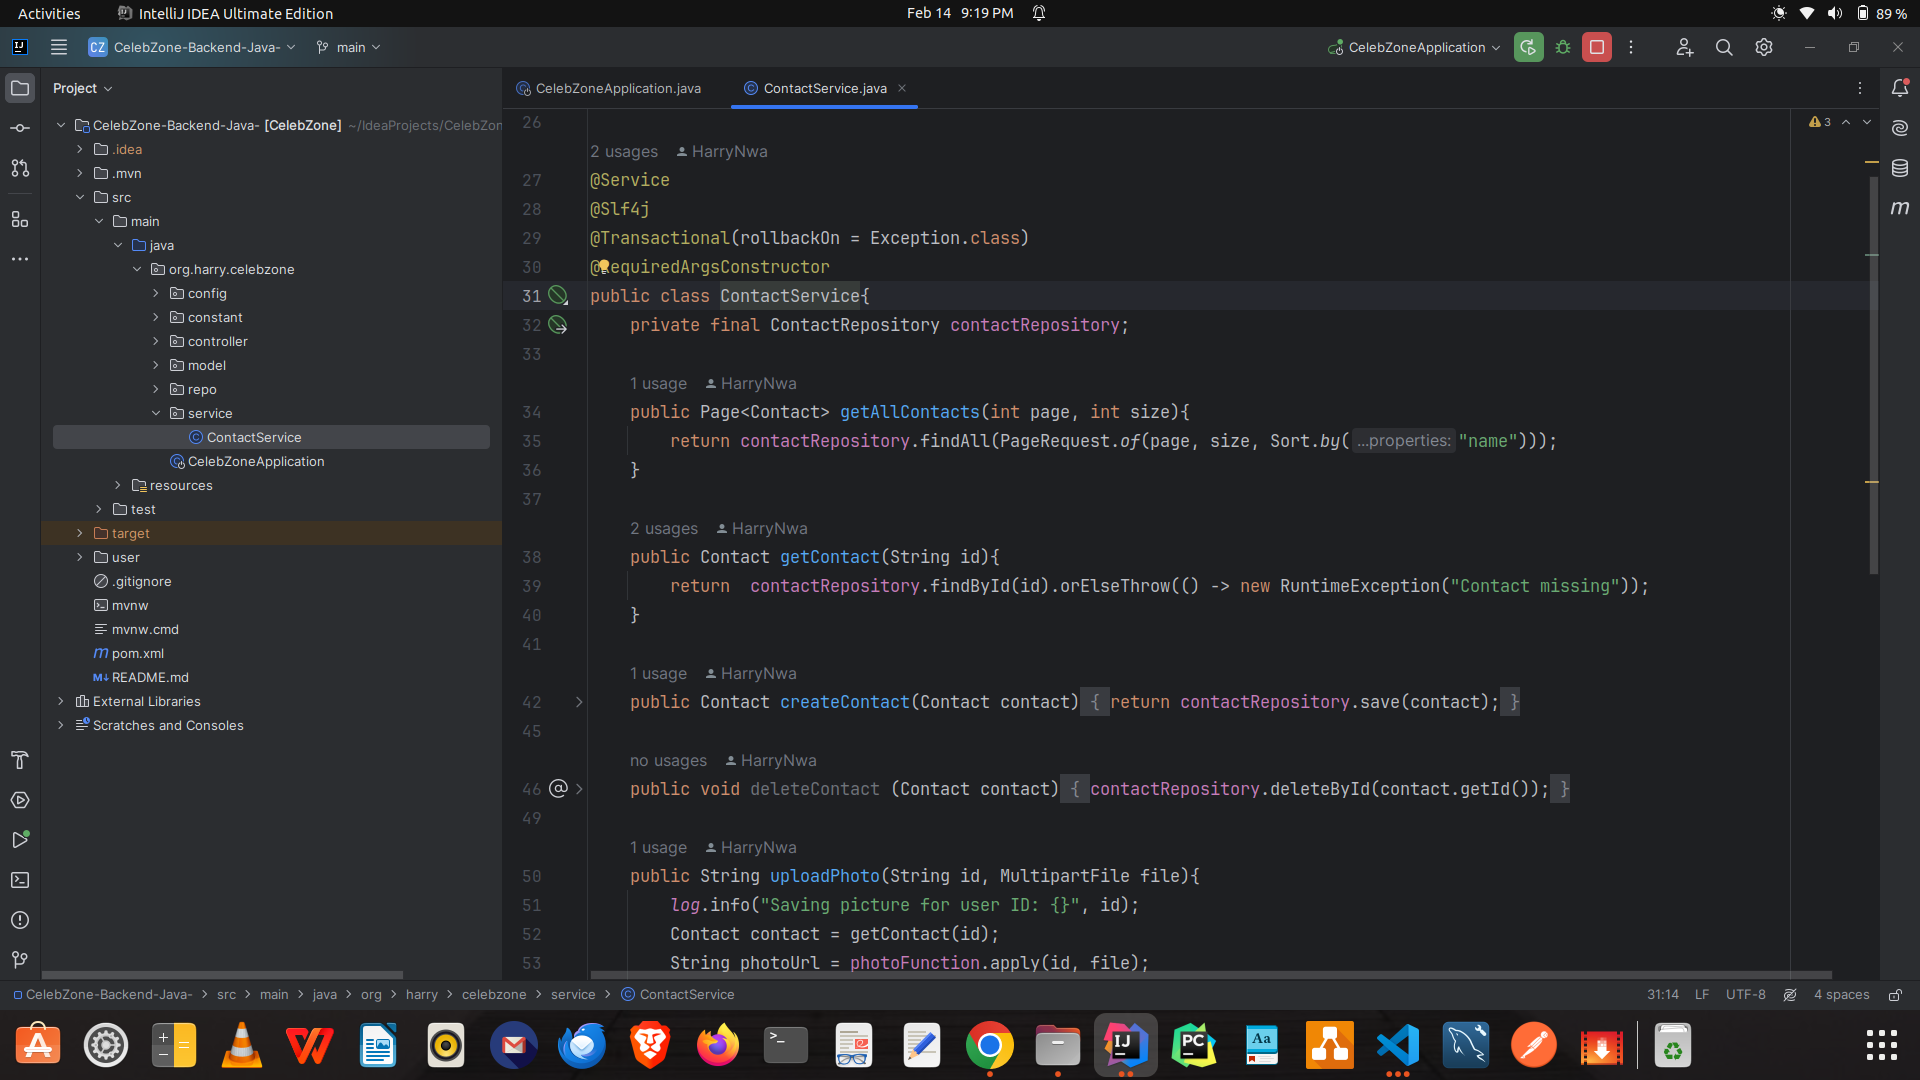 Activities
IntelliJ IDEA Ultimate Edition
Feb 14 9:19 PM
89 %
IJ
CZ
CelebZone-Backend-Java-
main
CelebZoneApplication
Project
CelebZoneApplication.java
ContactService.java
CelebZone-Backend-Java- [CelebZone] ~/IdeaProjects/CelebZon
.idea
.mvn
src
main
java
org.harry.celebzone
config
constant
controller
model
repo
service
ContactService
CelebZoneApplication
resources
test
target
user
.gitignore
mvnw
mvnw.cmd
m pom.xml
M↓ README.md
External Libraries
Scratches and Consoles
3
m
26
2 usages HarryNwa
27 @Service
28 @Slf4j
29 @Transactional(rollbackOn = Exception.class)
30 @RequiredArgsConstructor
31 public class ContactService{
32 private final ContactRepository contactRepository;
33
1 usage HarryNwa
34 public Page<Contact> getAllContacts(int page, int size){
35 return contactRepository.findAll(PageRequest.of(page, size, Sort.by( ...properties: "name")));
36 }
37
2 usages HarryNwa
38 public Contact getContact(String id){
39 return  contactRepository.findById(id).orElseThrow(() -> new RuntimeException("Contact missing"));
40 }
41
1 usage HarryNwa
42 public Contact createContact(Contact contact) { return contactRepository.save(contact); }
45
no usages HarryNwa
46 @ public void deleteContact (Contact contact) { contactRepository.deleteById(contact.getId()); }
49
1 usage HarryNwa
50 public String uploadPhoto(String id, MultipartFile file){
51 log.info("Saving picture for user ID: {}", id);
52 Contact contact = getContact(id);
53 String photoUrl = photoFunction.apply(id, file);
CelebZone-Backend-Java- > src > main > java > org > harry > celebzone > service > ContactService
31:14 LF UTF-8 4 spaces
>_
IJ
PC
Aa